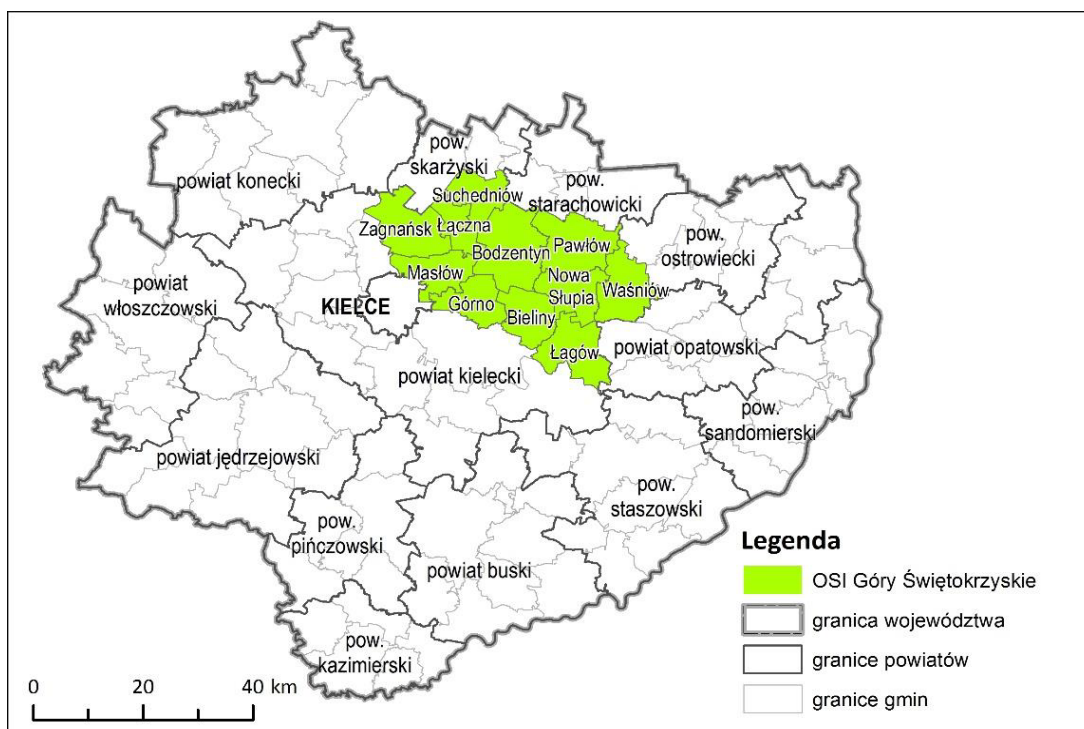 pow.
skarżyski
powiat konecki
Suchedniów
pow.
starachowicki
Zagnańsk
Łączna
Bodzentyn
Pawłów
pow.
ostrowiecki
powiat
włoszczowski
Masłów
Nowa
Słupia
Waśniów
KIELCE
Górno
Bieliny
Łagów
powiat opatowski
powiat kielecki
pow.
sandomierski
powiat jędrzejowski
pow.
staszowski
pow.
pińczowski
powiat buski
pow.
kazimierski
Legenda
OSI Góry Świętokrzyskie
granica województwa
granice powiatów
granice gmin
0 20 40 km